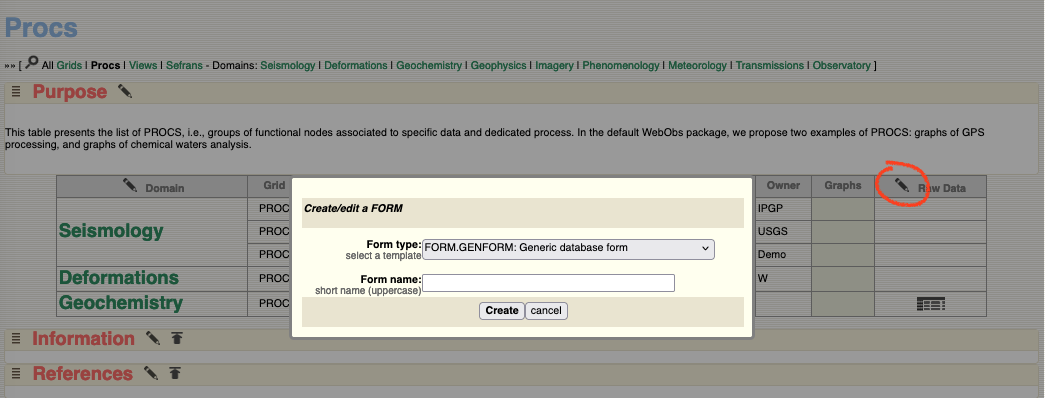 Procs
»» [ All Grids | Procs | Views | Sefrans - Domains: Seismology | Deformations | Geochemistry | Geophysics | Imagery | Phenomenology | Meteorology | Transmissions | Observatory ]
Purpose
This table presents the list of PROCS, i.e., groups of functional nodes associated to specific data and dedicated process. In the default WebObs package, we propose two examples of PROCS: graphs of GPS
processing, and graphs of chemical waters analysis.
Domain Grid Owner Graphs Raw Data
Seismology
PROC IPGP
PROC USGS
PROC Demo
Deformations PROC W
Geochemistry PROC
Create/edit a FORM
Form type: FORM.GENFORM: Generic database form
select a template
Form name:
short name (uppercase)
Create cancel
Information
References